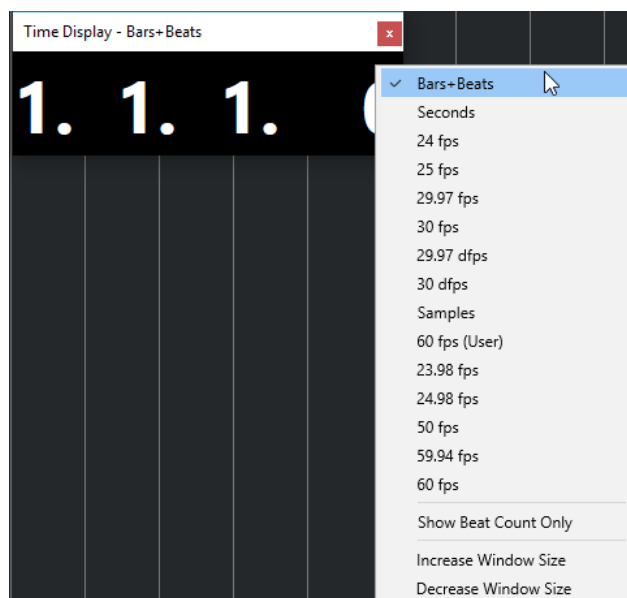 Time Display - Bars+Beats
x
1. 1. 1.
Bars+Beats
Seconds
24 fps
25 fps
29.97 fps
30 fps
29.97 dfps
30 dfps
Samples
60 fps (User)
23.98 fps
24.98 fps
50 fps
59.94 fps
60 fps
Show Beat Count Only
Increase Window Size
Decrease Window Size